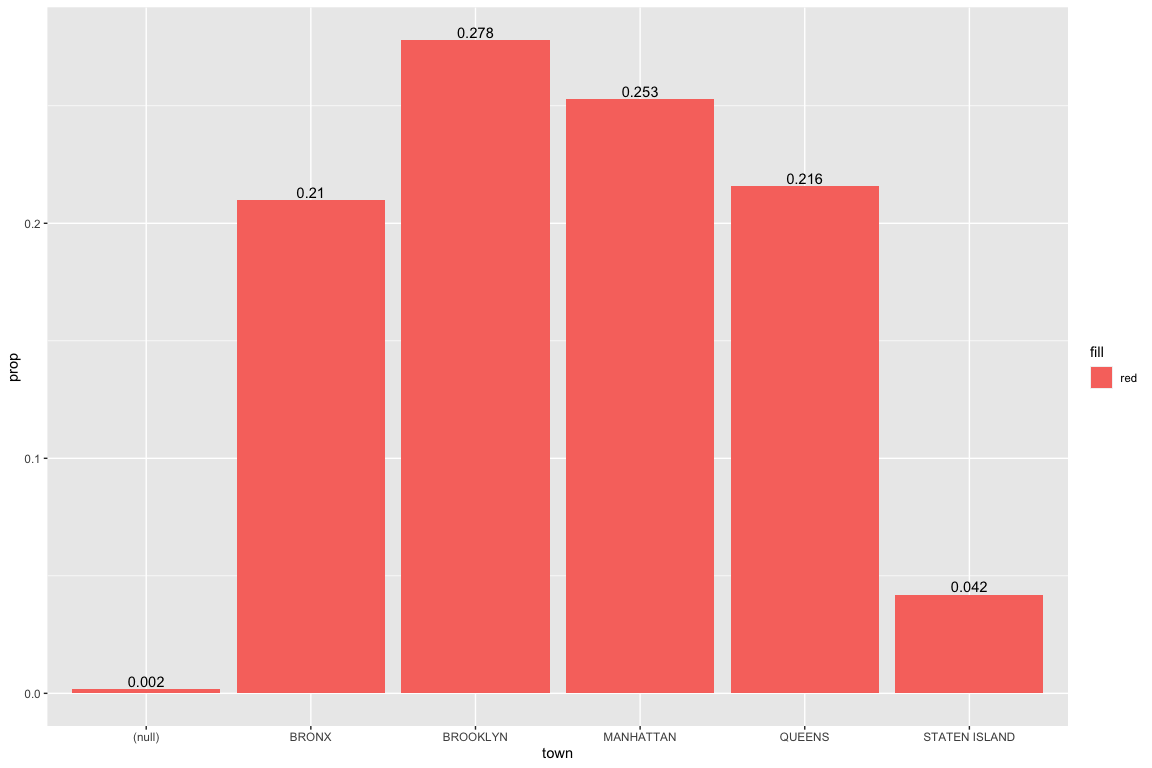 0.278
0.253
0.216
0.21
0.042
0.002
0.2
0.1
0.0
prop
(null) BRONX BROOKLYN MANHATTAN QUEENS STATEN ISLAND
town
fill
red